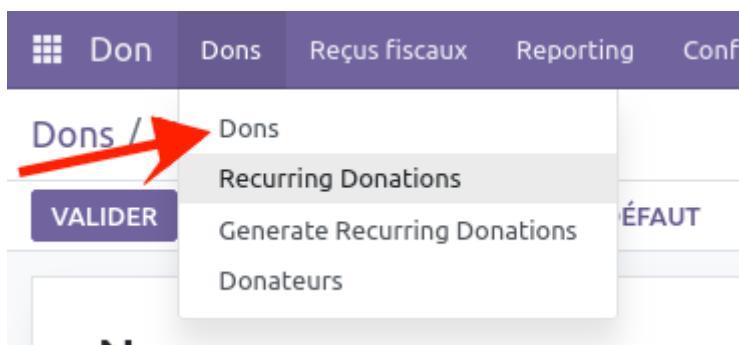 Don Dons Reçus fiscaux Reporting Conf
Dons /
Dons
Recurring Donations
VALIDER
ÉFAUT
Generate Recurring Donations
Donateurs